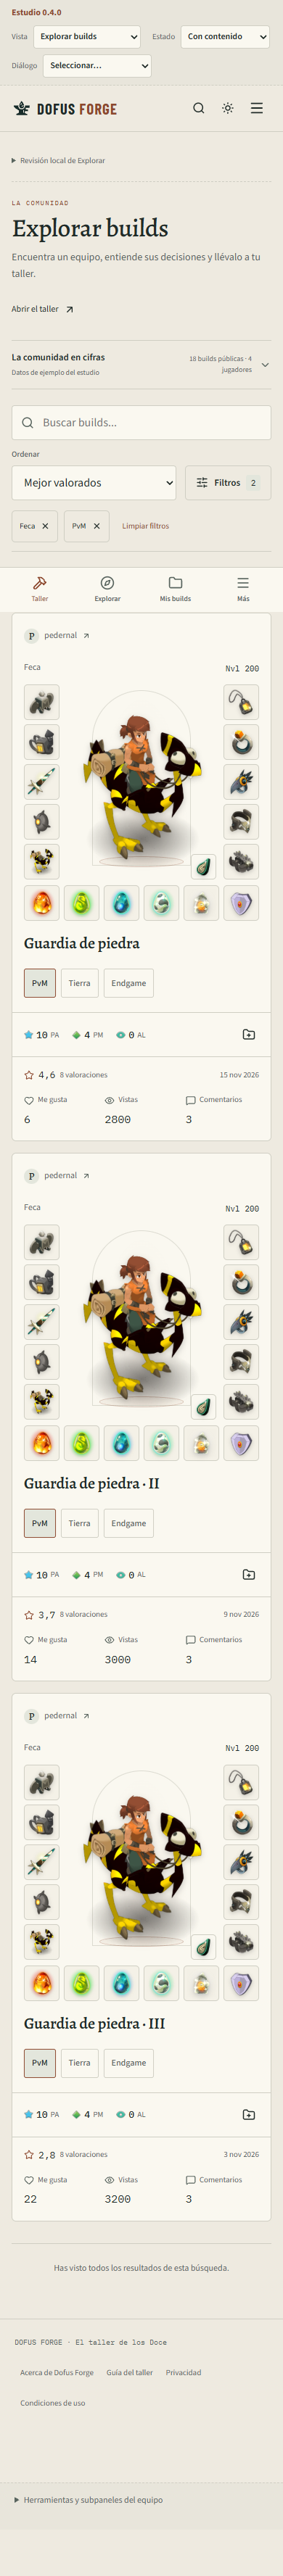 Estudio 0.4.0
Vista Explorar builds Estado Con contenido
Diálogo Seleccionar...
DOFUS FORGE
Revisión local de Explorar
LA COMUNIDAD
Explorar builds
Encuentra un equipo, entiende sus decisiones y llévalo a tu
taller.
Abrir el taller
La comunidad en cifras
Datos de ejemplo del estudio
18 builds públicas · 4
jugadores
Buscar builds...
Ordenar
Mejor valorados Filtros 2
Feca PvM Limpiar filtros
Taller Explorar Mis builds Más
P pedernal
Feca Nvl 200
Guardia de piedra
PvM Tierra Endgame
10 PA 4 PM 0 AL
4,6 8 valoraciones 15 nov 2026
Me gusta Vistas Comentarios
6 2800 3
P pedernal
Feca Nvl 200
Guardia de piedra · II
PvM Tierra Endgame
10 PA 4 PM 0 AL
3,7 8 valoraciones 9 nov 2026
Me gusta Vistas Comentarios
14 3000 3
P pedernal
Feca Nvl 200
Guardia de piedra · III
PvM Tierra Endgame
10 PA 4 PM 0 AL
2,8 8 valoraciones 3 nov 2026
Me gusta Vistas Comentarios
22 3200 3
Has visto todos los resultados de esta búsqueda.
DOFUS FORGE · El taller de los Doce
Acerca de Dofus Forge Guía del taller Privacidad
Condiciones de uso
Herramientas y subpaneles del equipo